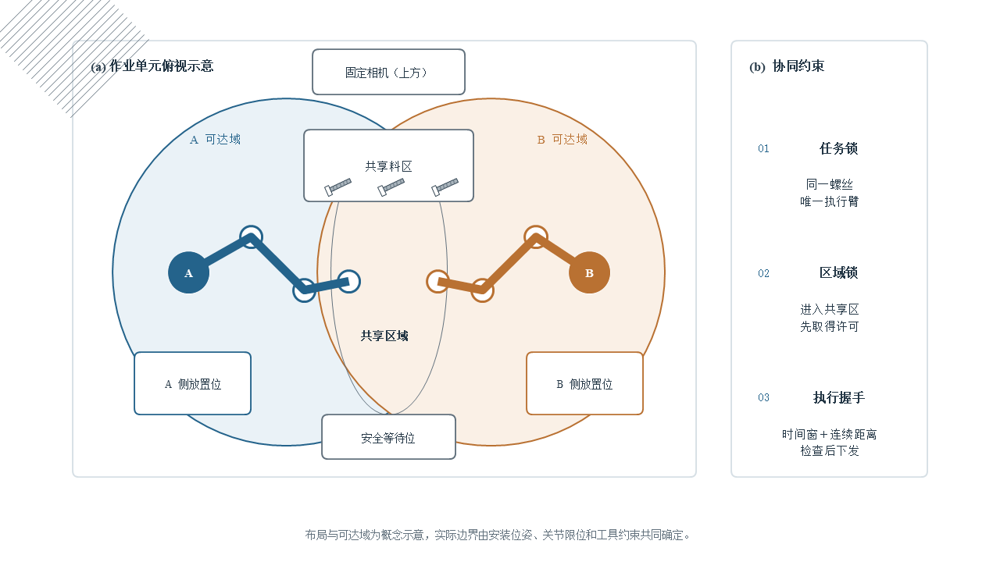 (a) 作业单元俯视示意
固定相机（上方）
A 可达域
B 可达域
共享料区
A
B
共享区域
A 侧放置位
B 侧放置位
安全等待位
(b) 协同约束
01 任务锁
同一螺丝
唯一执行臂
02 区域锁
进入共享区
先取得许可
03 执行握手
时间窗＋连续距离
检查后下发
布局与可达域为概念示意，实际边界由安装位姿、关节限位和工具约束共同确定。